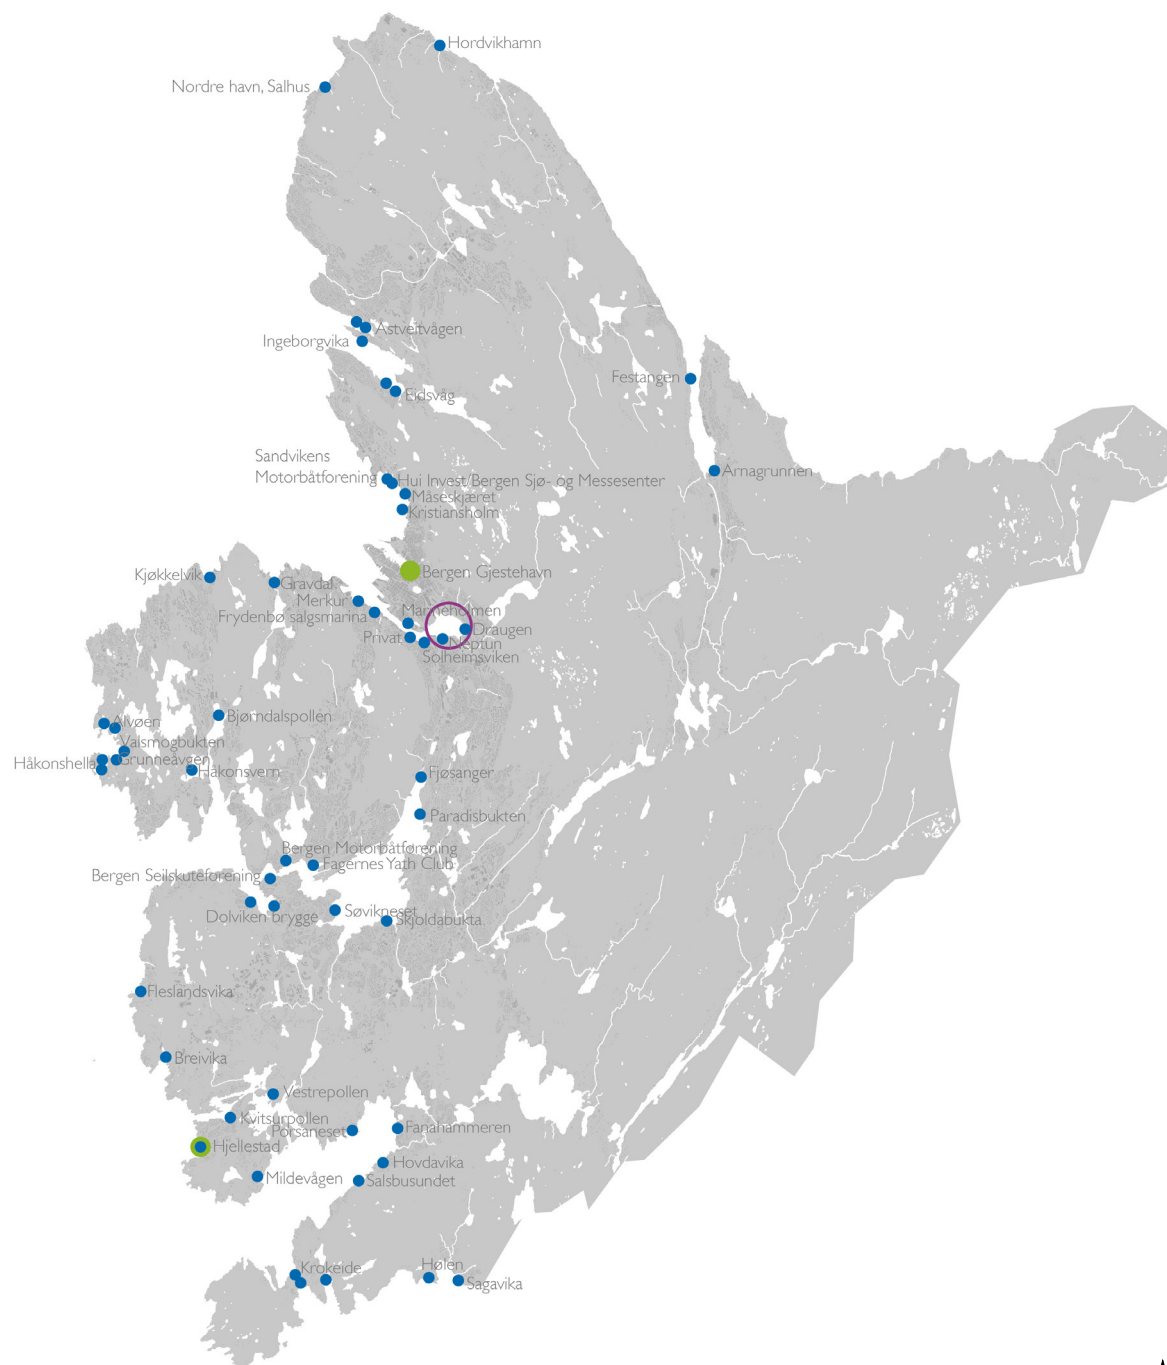 Hordvikhamn
Nordre havn, Salhus
Astveitvågen
Ingeborgvika
Festangen
Eidsvåg
Sandvikens
Motorbåtforening
Hui Invest/Bergen Sjø- og Messesenter
Arnagrunnen
Måseskjæret
Kristiansholm
Kjøkkelvik
Gravdal
Bergen Gjestehavn
Merkur
Frydenbø salgsmarina
Marineholmen
Draugen
Privat
Neptun
Solheimsviken
Alvøen
Bjørndalspollen
Valsmogbukten
Håkonshella
Grunneåvgen
Håkonsvern
Fjøsanger
Paradisbukten
Bergen Motorbåtførening
Fagernes Yath Club
Bergen Seilskuteforening
Dolviken brygge
Søvikneset
Skjoldabukta
Fleslandsvika
Breivika
Vestrepollen
Kvitsurpollen
Porsaneset
Fanahammeren
Hjellestad
Hovdavika
Mildevågen
Salsbusundet
Krokeide
Hølen
Sagavika